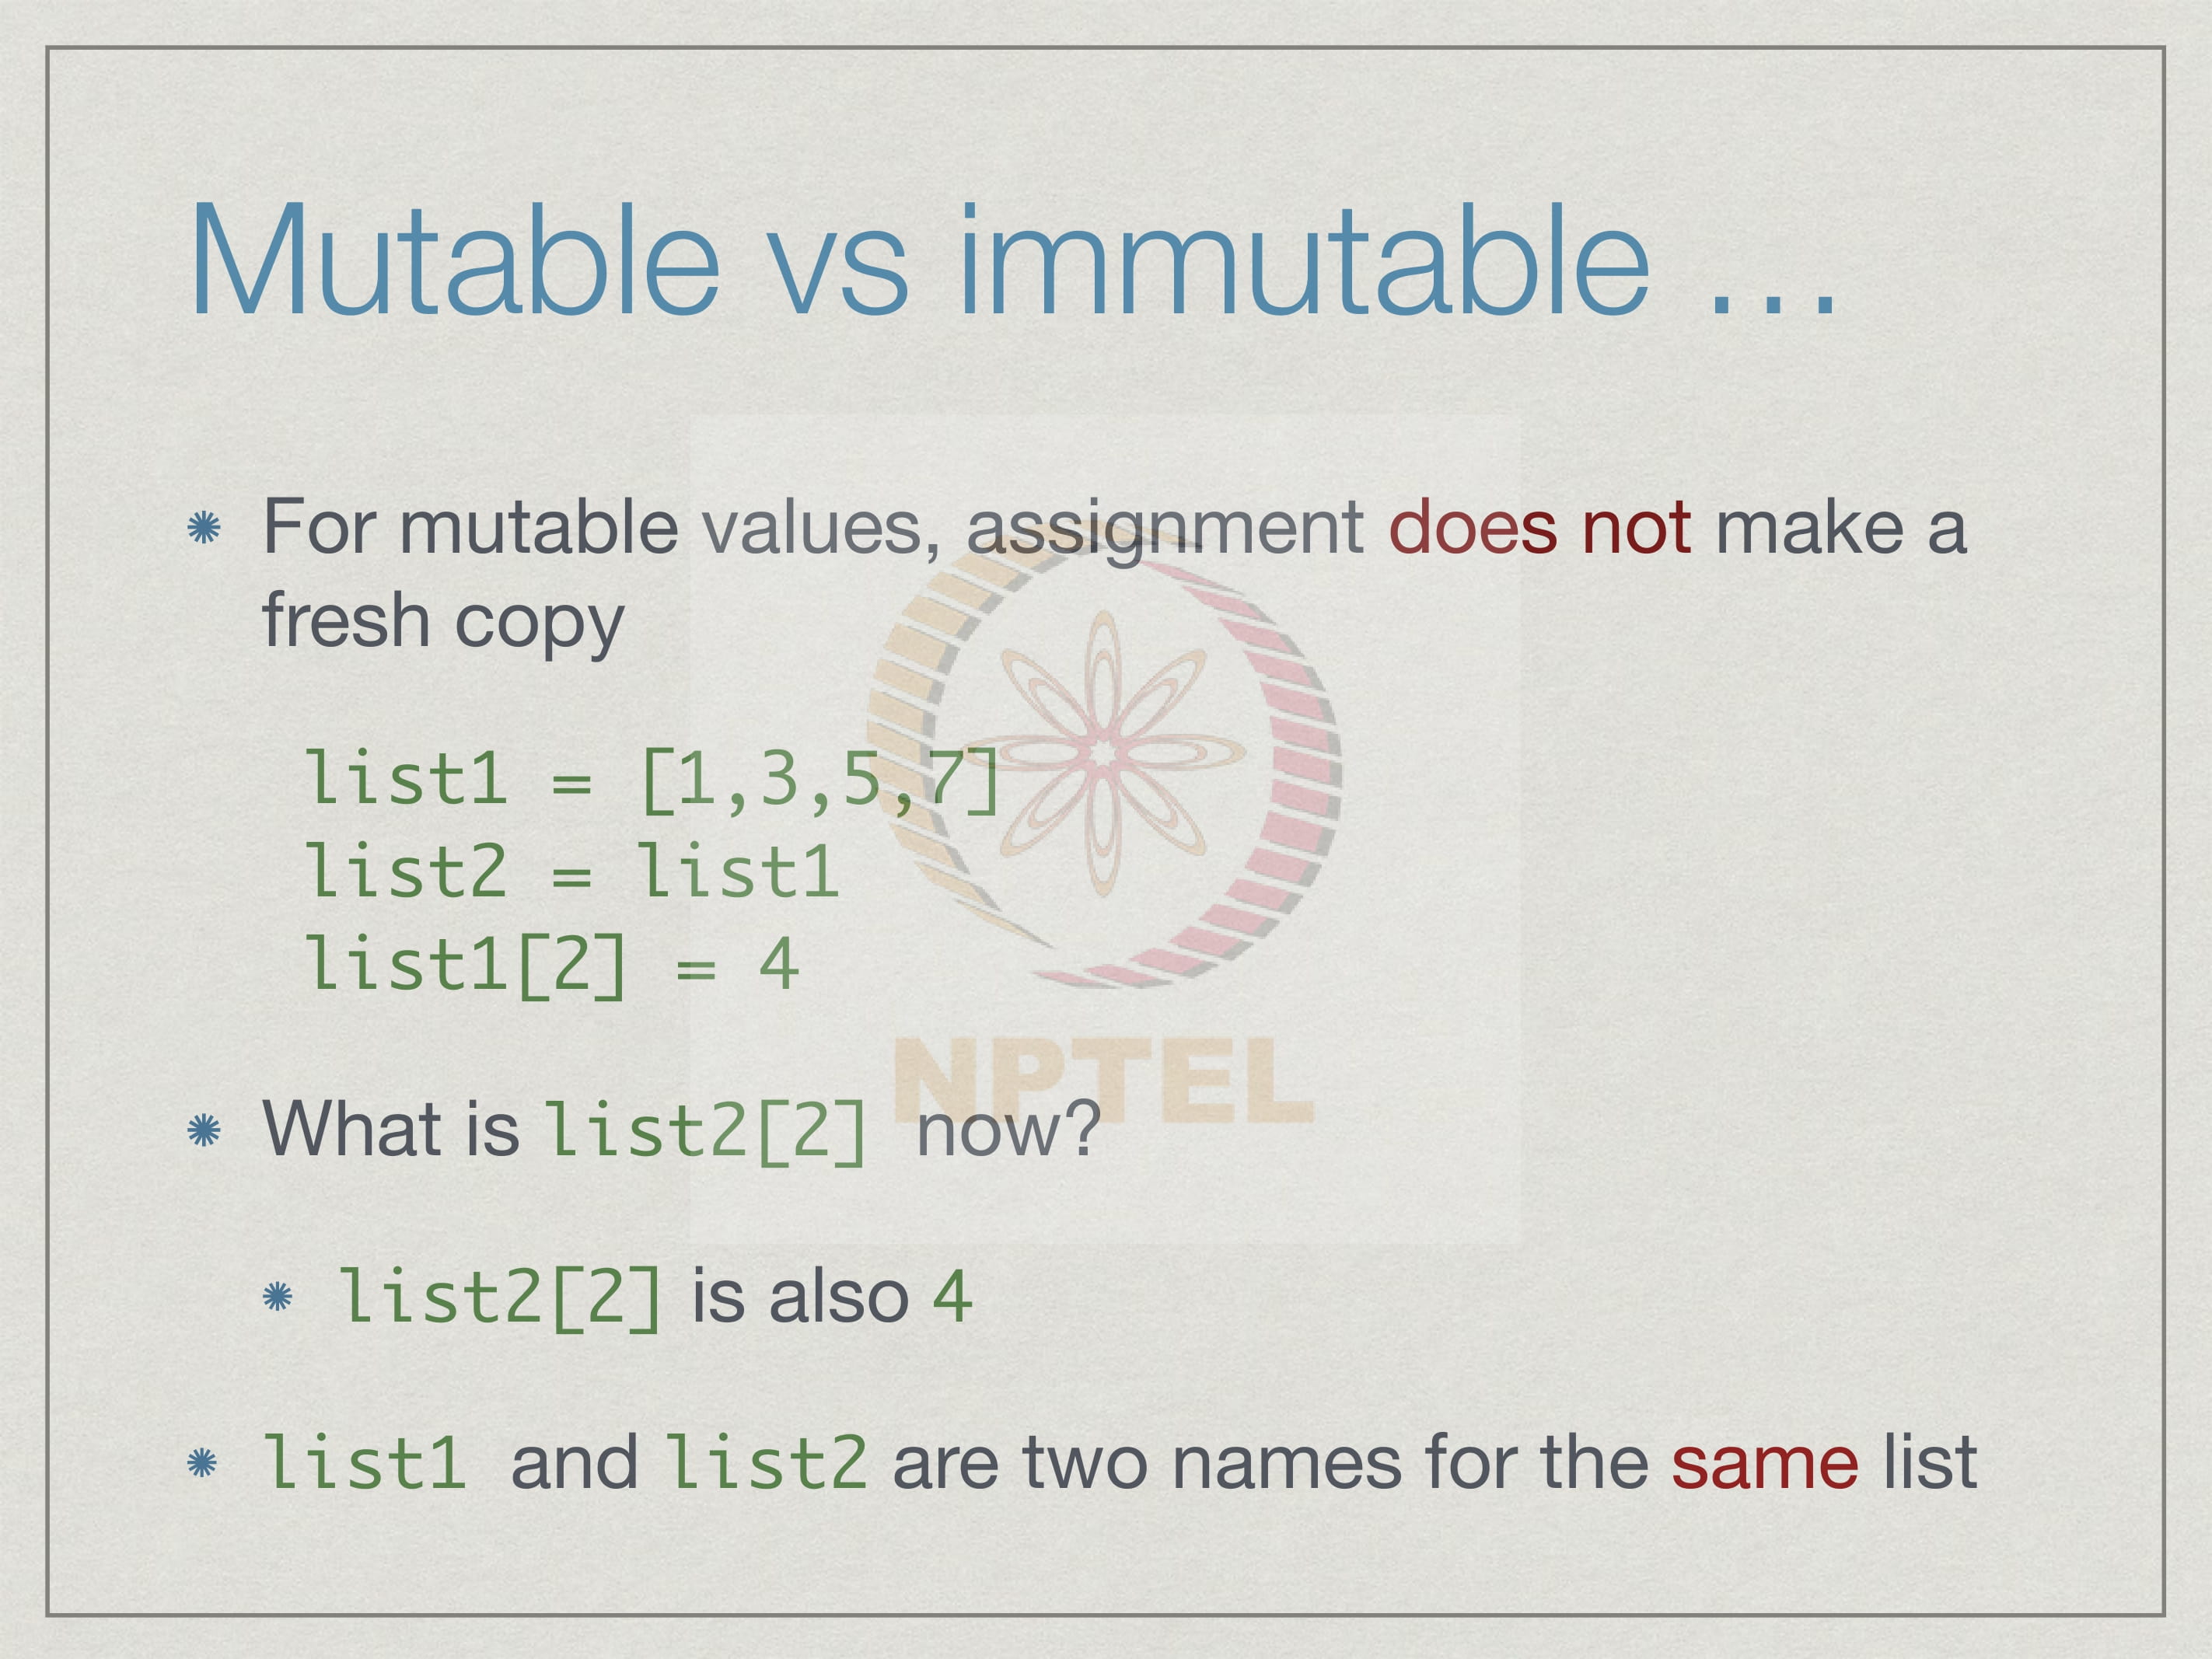 Mutable vs immutable …
For mutable values, assignment does not make a
fresh copy
list1 = [1,3,5,7]
list2 = list1
list1[2] = 4
NPTEL
What is list2[2] now?
list2[2] is also 4
list1 and list2 are two names for the same list